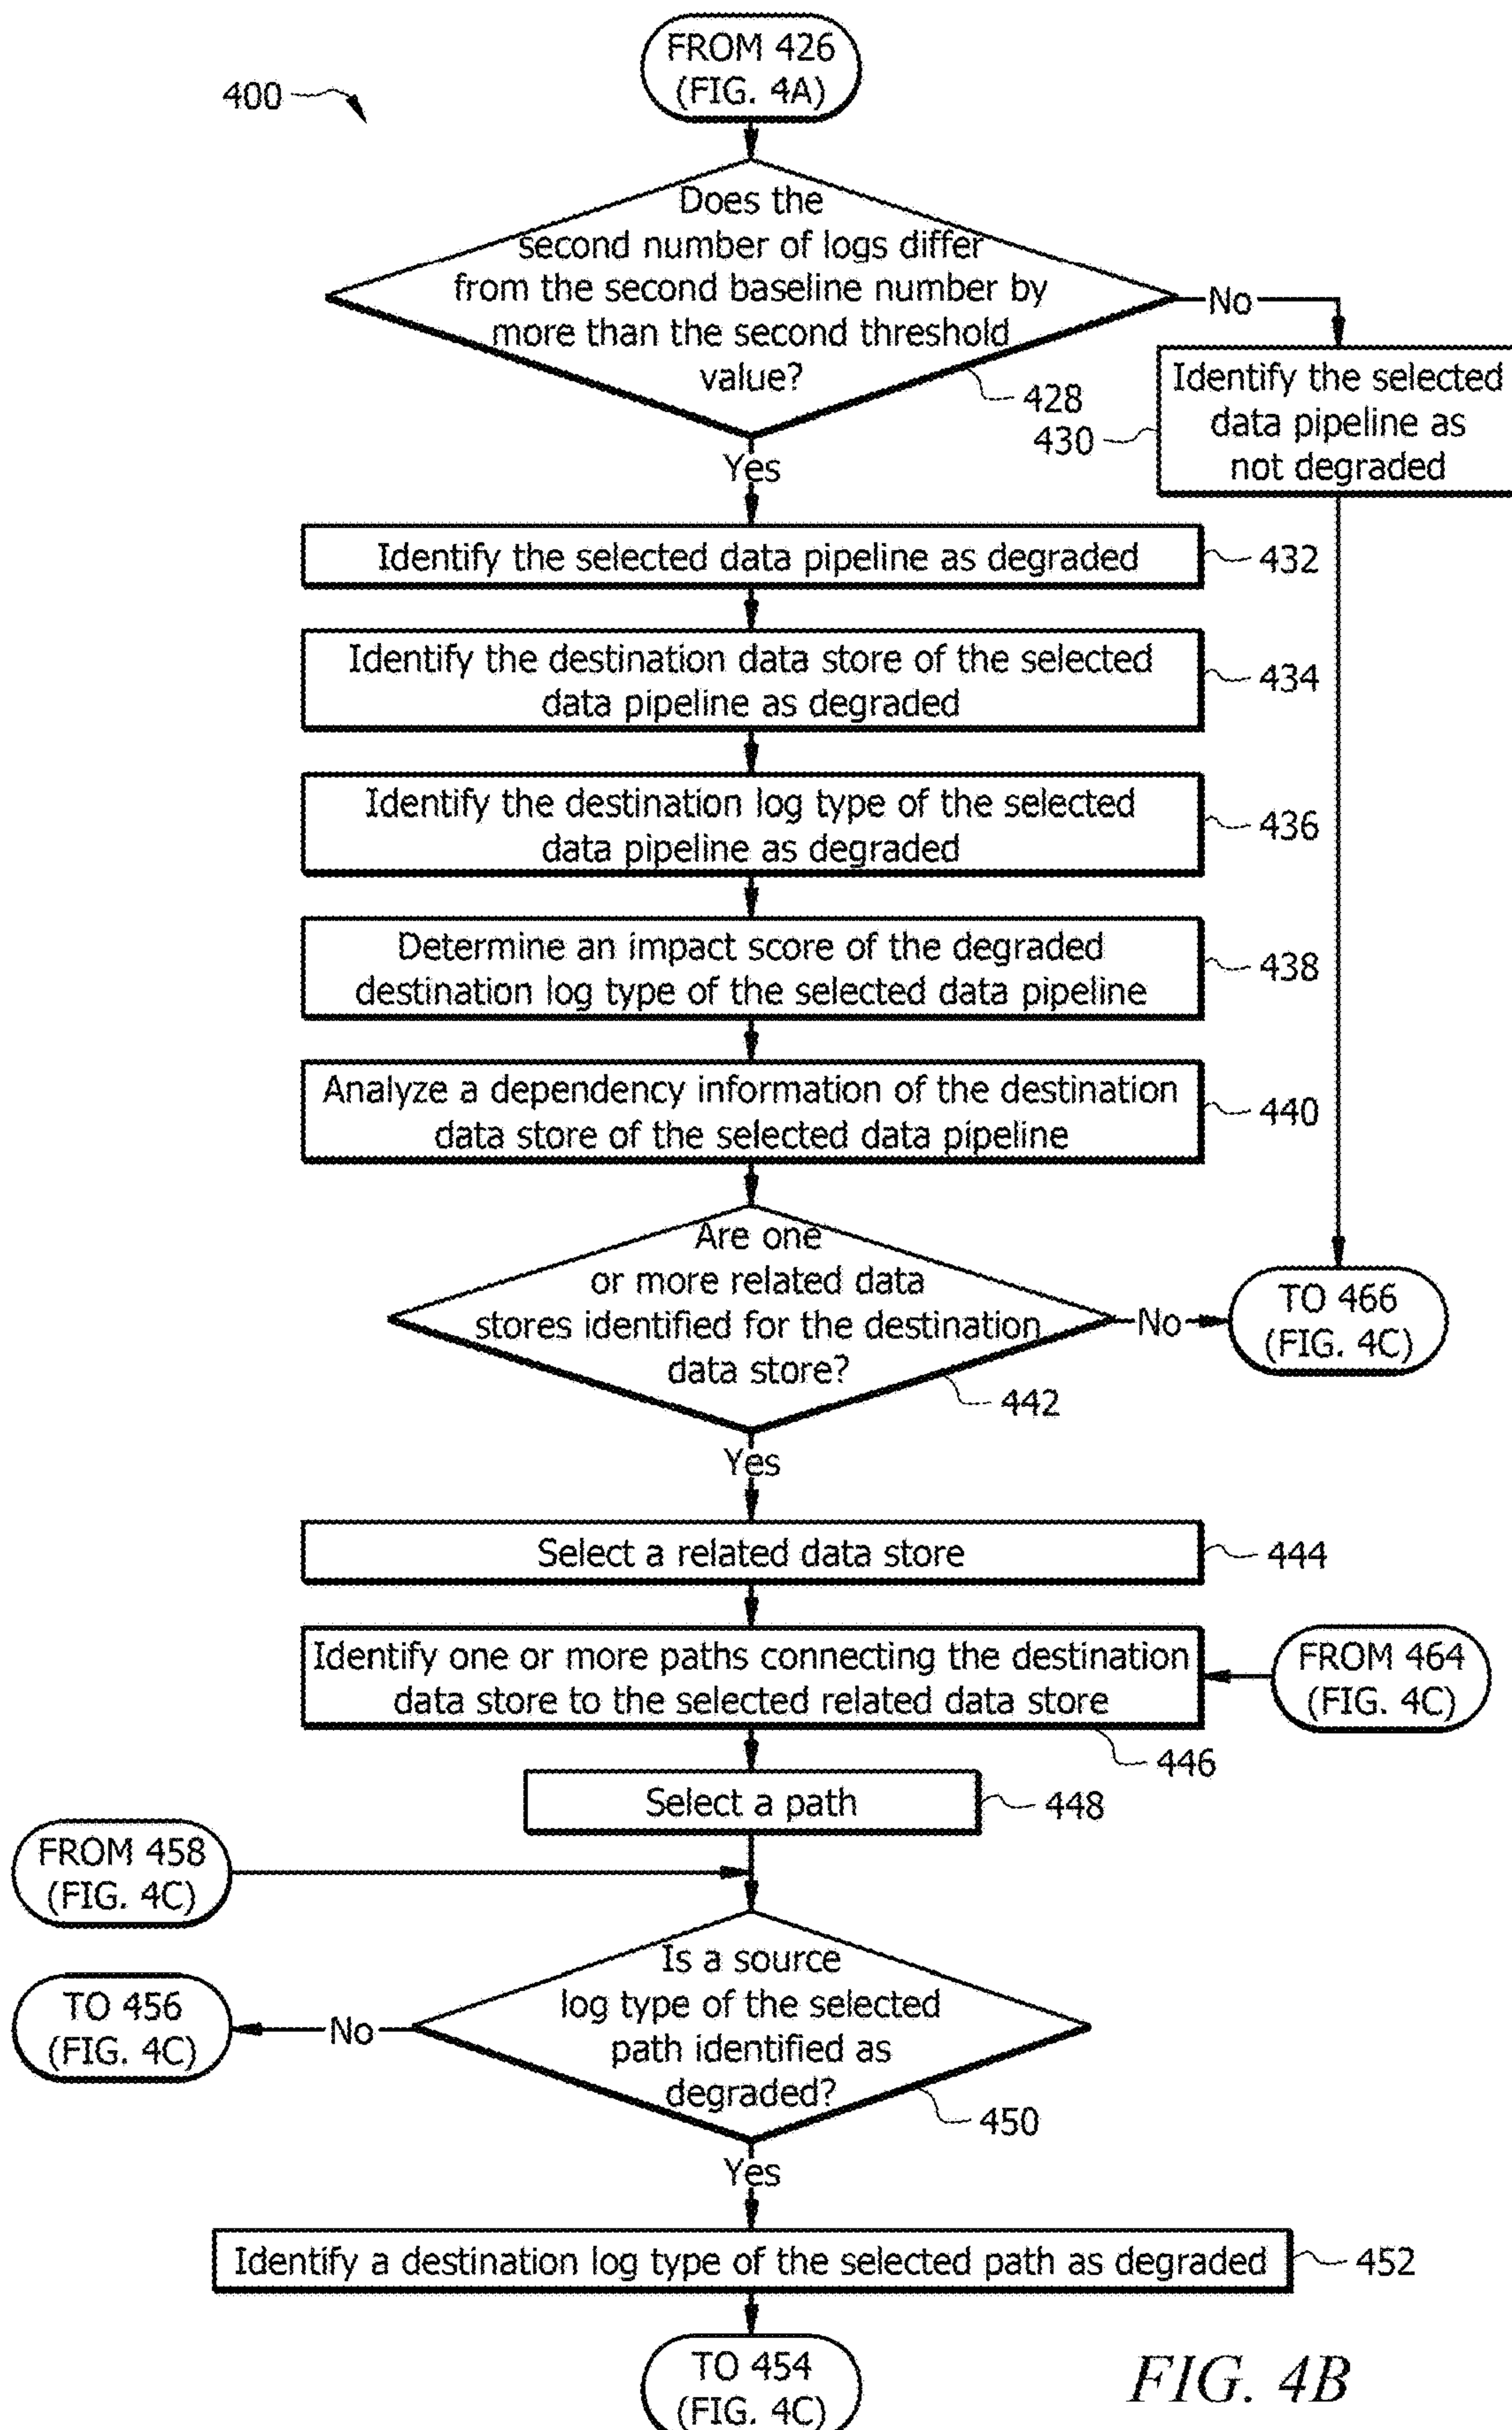 FROM 426
(FIG. 4A)
400
Does the
second number of logs differ
from the second baseline number by
more than the second threshold
value?
428
No
Yes
Identify the selected
data pipeline as
not degraded
430
Identify the selected data pipeline as degraded
432
Identify the destination data store of the selected
data pipeline as degraded
434
Identify the destination log type of the selected
data pipeline as degraded
436
Determine an impact score of the degraded
destination log type of the selected data pipeline
438
Analyze a dependency information of the destination
data store of the selected data pipeline
440
Are one
or more related data
stores identified for the destination
data store?
442
No
TO 466
(FIG. 4C)
Yes
Select a related data store
444
Identify one or more paths connecting the destination
data store to the selected related data store
446
FROM 464
(FIG. 4C)
Select a path
448
FROM 458
(FIG. 4C)
Is a source
log type of the selected
path identified as
degraded?
450
No
TO 456
(FIG. 4C)
Yes
Identify a destination log type of the selected path as degraded
452
TO 454
(FIG. 4C)
FIG. 4B